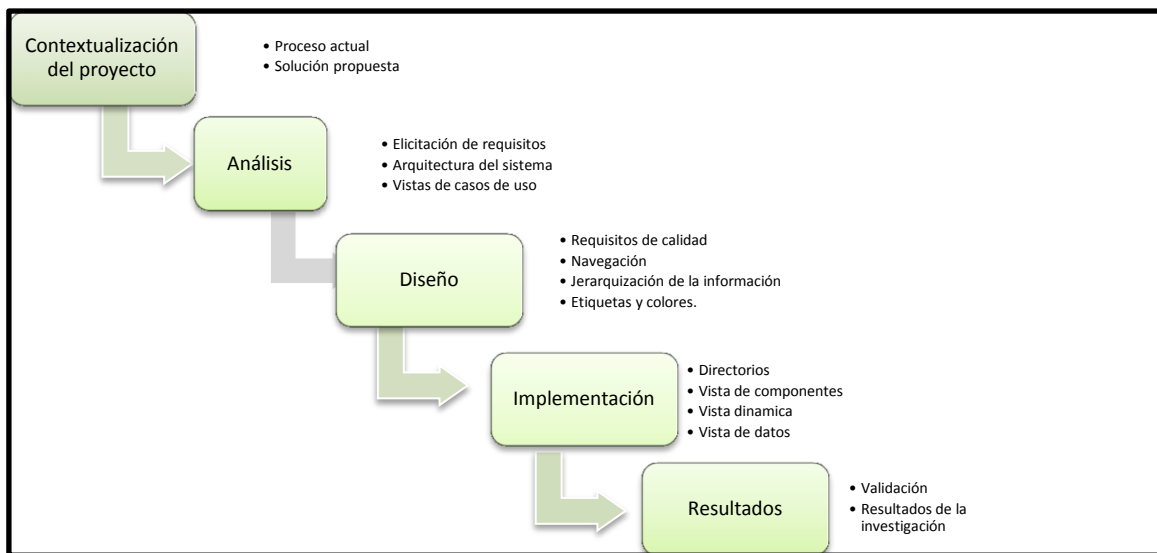 Contextualización
del proyecto
• Proceso actual
• Solución propuesta
Análisis
• Elicitación de requisitos
• Arquitectura del sistema
• Vistas de casos de uso
Diseño
• Requisitos de calidad
• Navegación
• Jerarquización de la información
• Etiquetas y colores.
Implementación
• Directorios
• Vista de componentes
• Vista dinamica
• Vista de datos
Resultados
• Validación
• Resultados de la
investigación